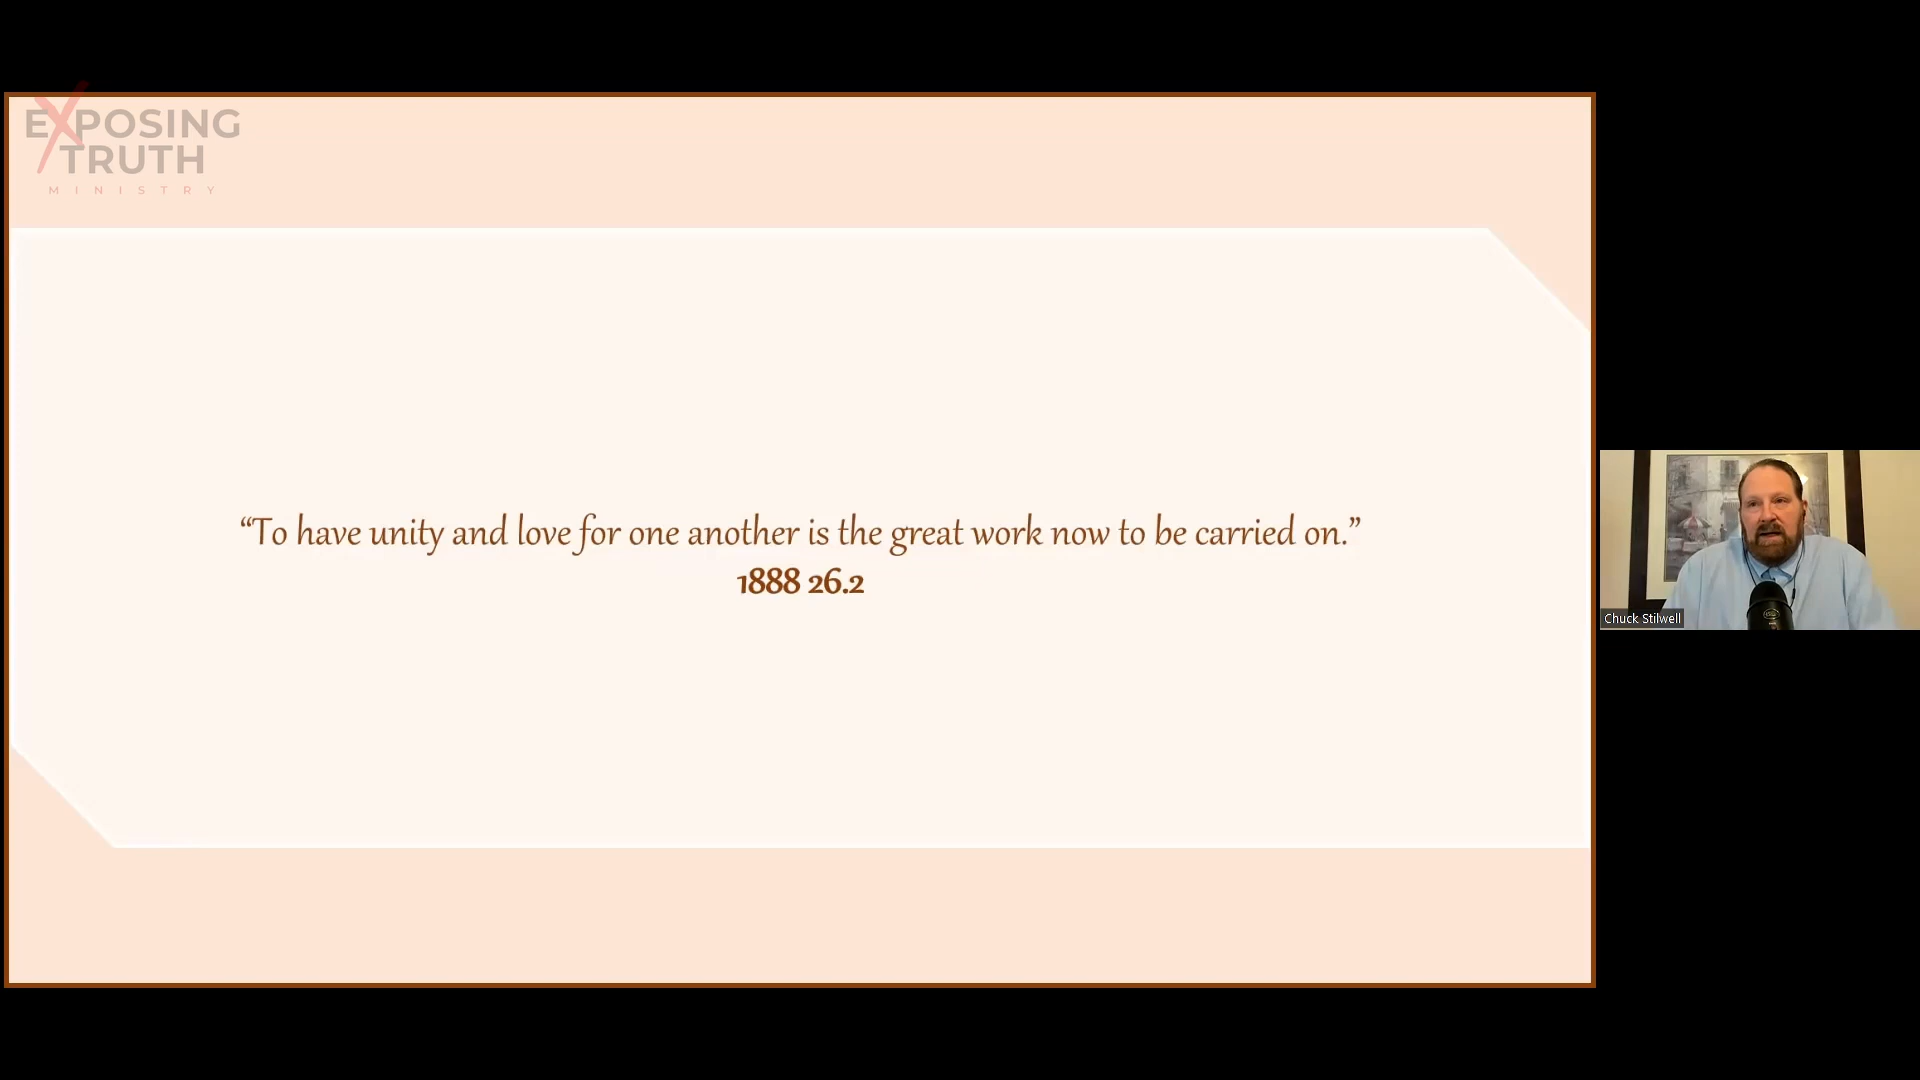 EXPOSING
TRUTH
MINISTRY
“To have unity and love for one another is the great work now to be carried on.”
1888 26.2
Chuck Stilwell